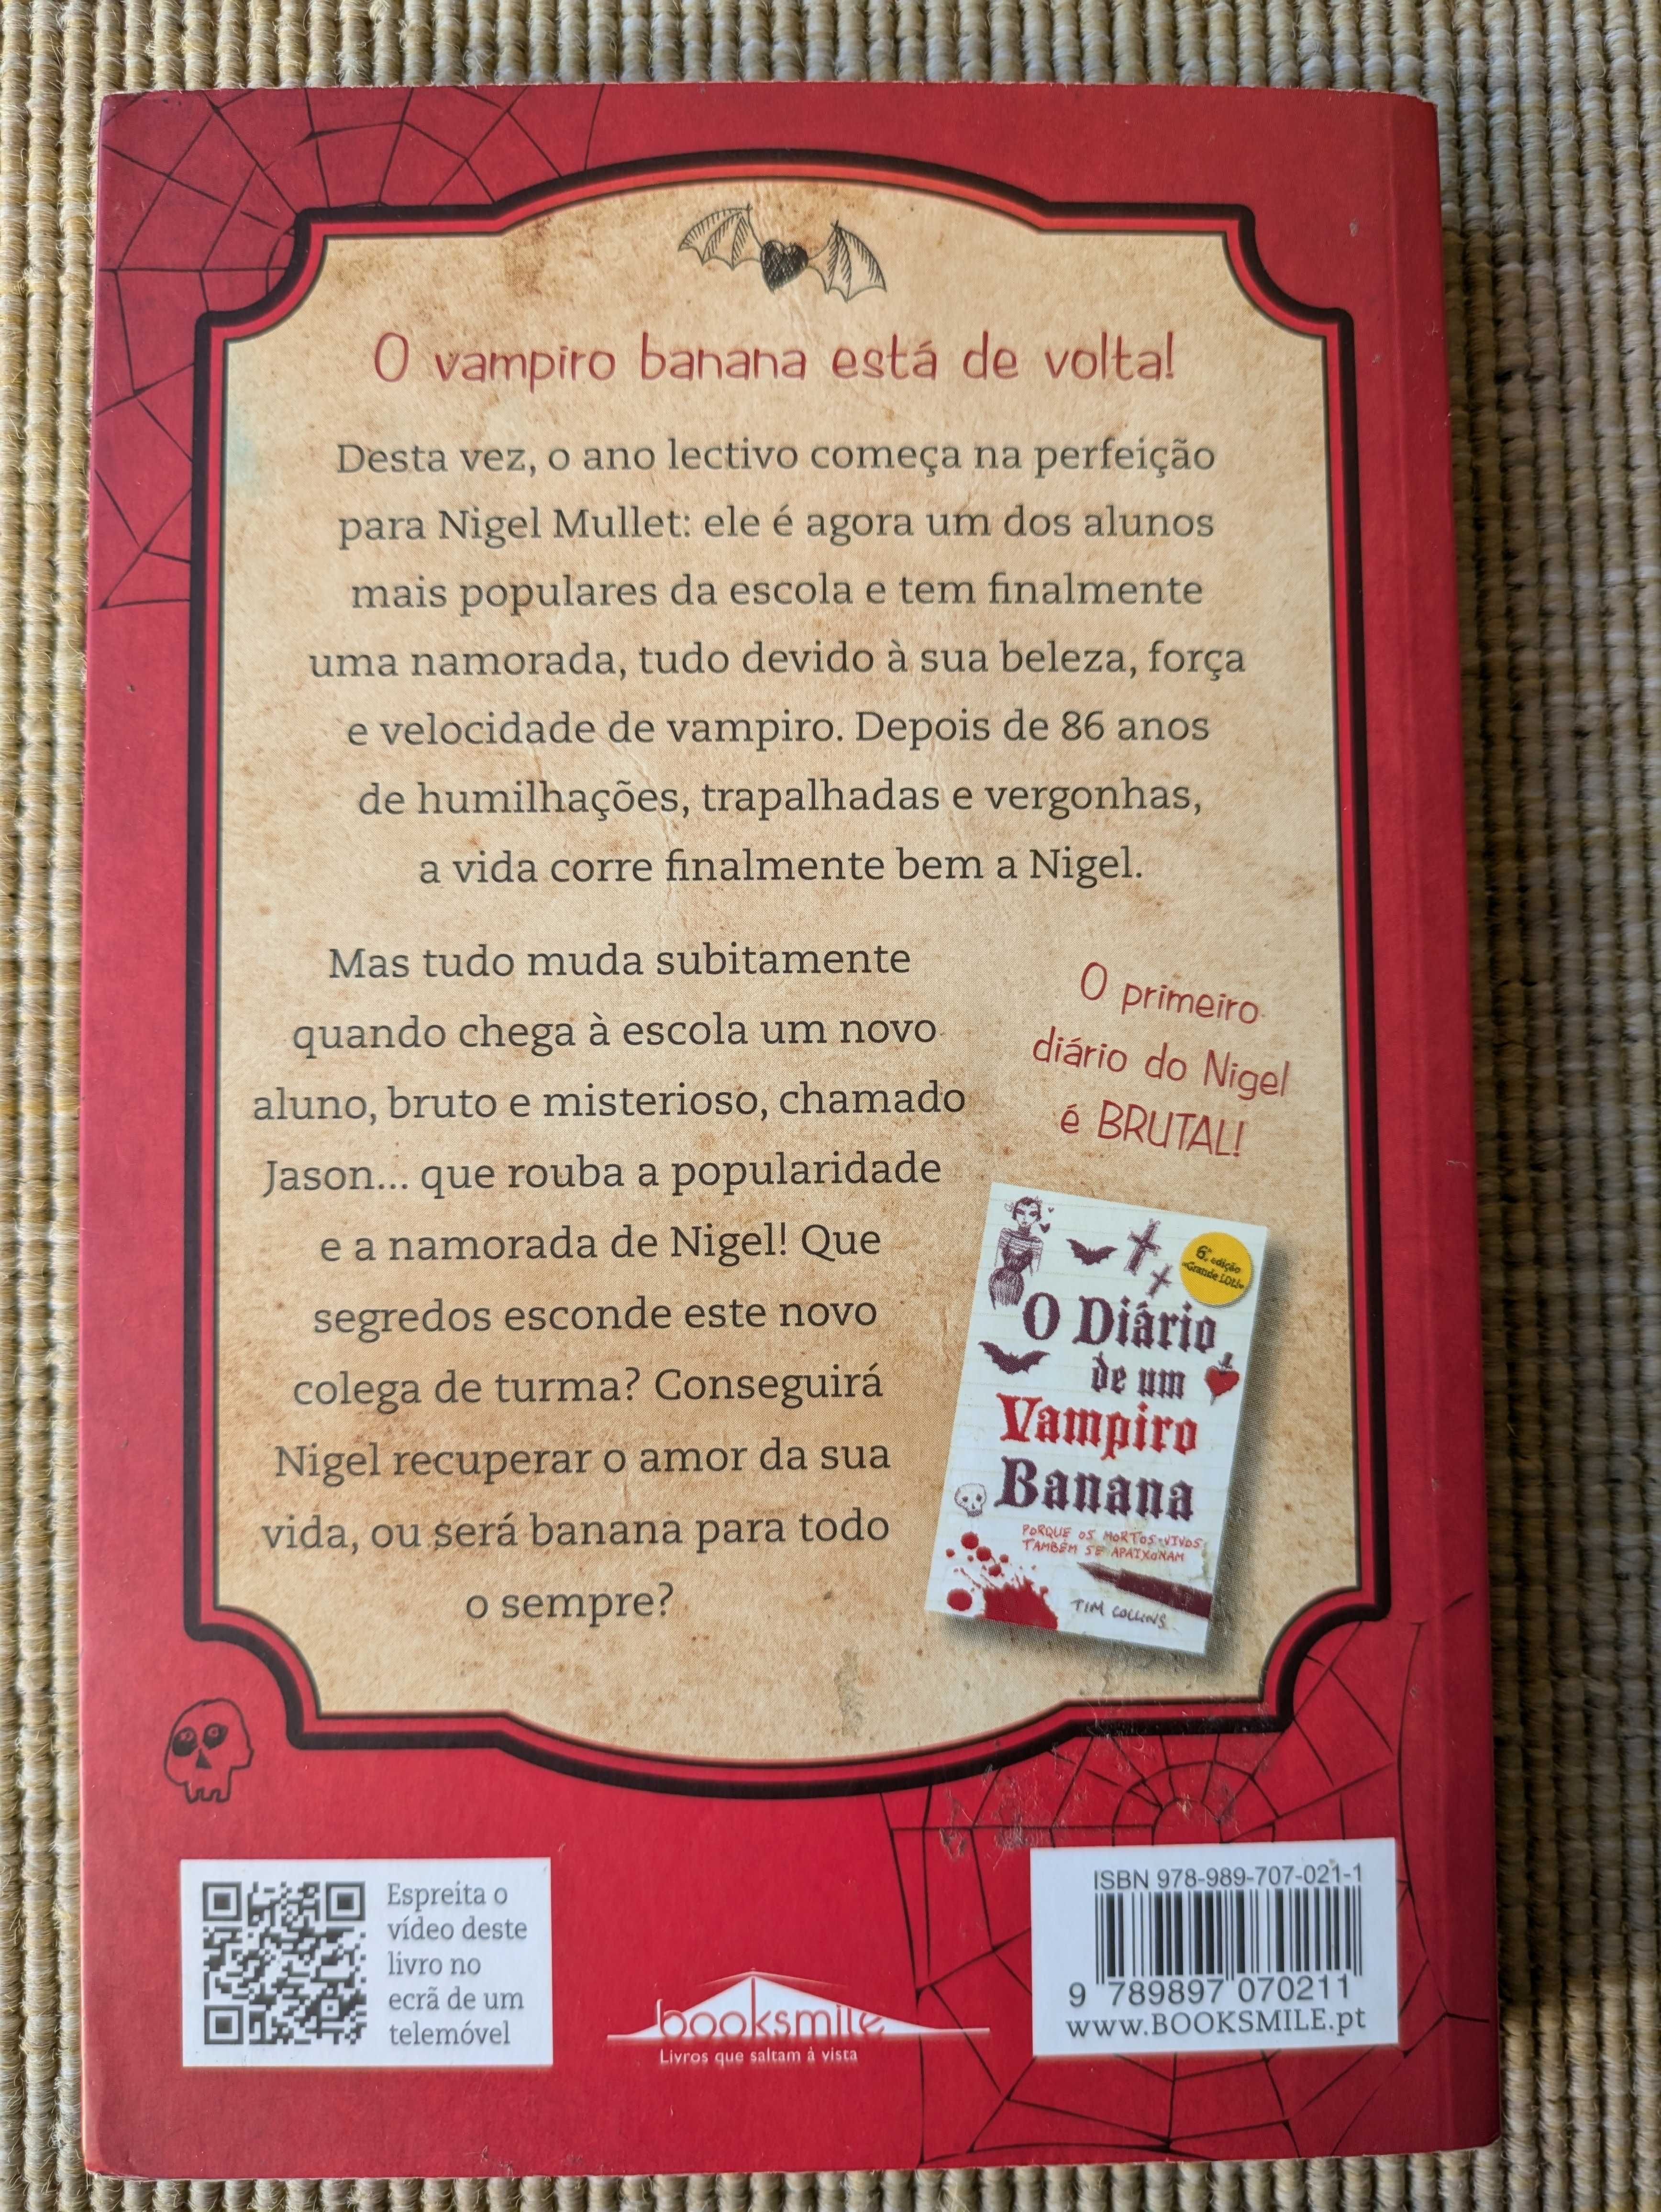 O vampiro banana está de volta!
Desta vez, o ano lectivo começa na perfeição
para Nigel Mullet: ele é agora um dos alunos
mais populares da escola e tem finalmente
uma namorada, tudo devido à sua beleza, força
e velocidade de vampiro. Depois de 86 anos
de humilhações, trapalhadas e vergonhas,
a vida corre finalmente bem a Nigel.
Mas tudo muda subitamente
quando chega à escola um novo
aluno, bruto e misterioso, chamado
Jason... que rouba a popularidade
e a namorada de Nigel! Que
segredos esconde este novo
colega de turma? Conseguirá
Nigel recuperar o amor da sua
vida, ou será banana para todo
o sempre?
O primeiro
diário do Nigel
é BRUTAL!
6.ª edição
«Grande LOL!»
O Diário
de um
Vampiro
Banana
PORQUE OS MORTOS-VIVOS
TAMBÉM SE APAIXONAM
TIM COLLINS
Espreita o
vídeo deste
livro no
ecrã de um
telemóvel
booksmile
Livros que saltam à vista
ISBN 978-989-707-021-1
9 789897 070211
www.BOOKSMILE.pt